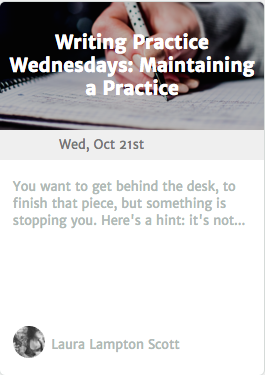 Writing Practice
Wednesdays: Maintaining
a Practice
Wed, Oct 21st
You want to get behind the desk, to
finish that piece, but something is
stopping you. Here's a hint: it's not...
Laura Lampton Scott